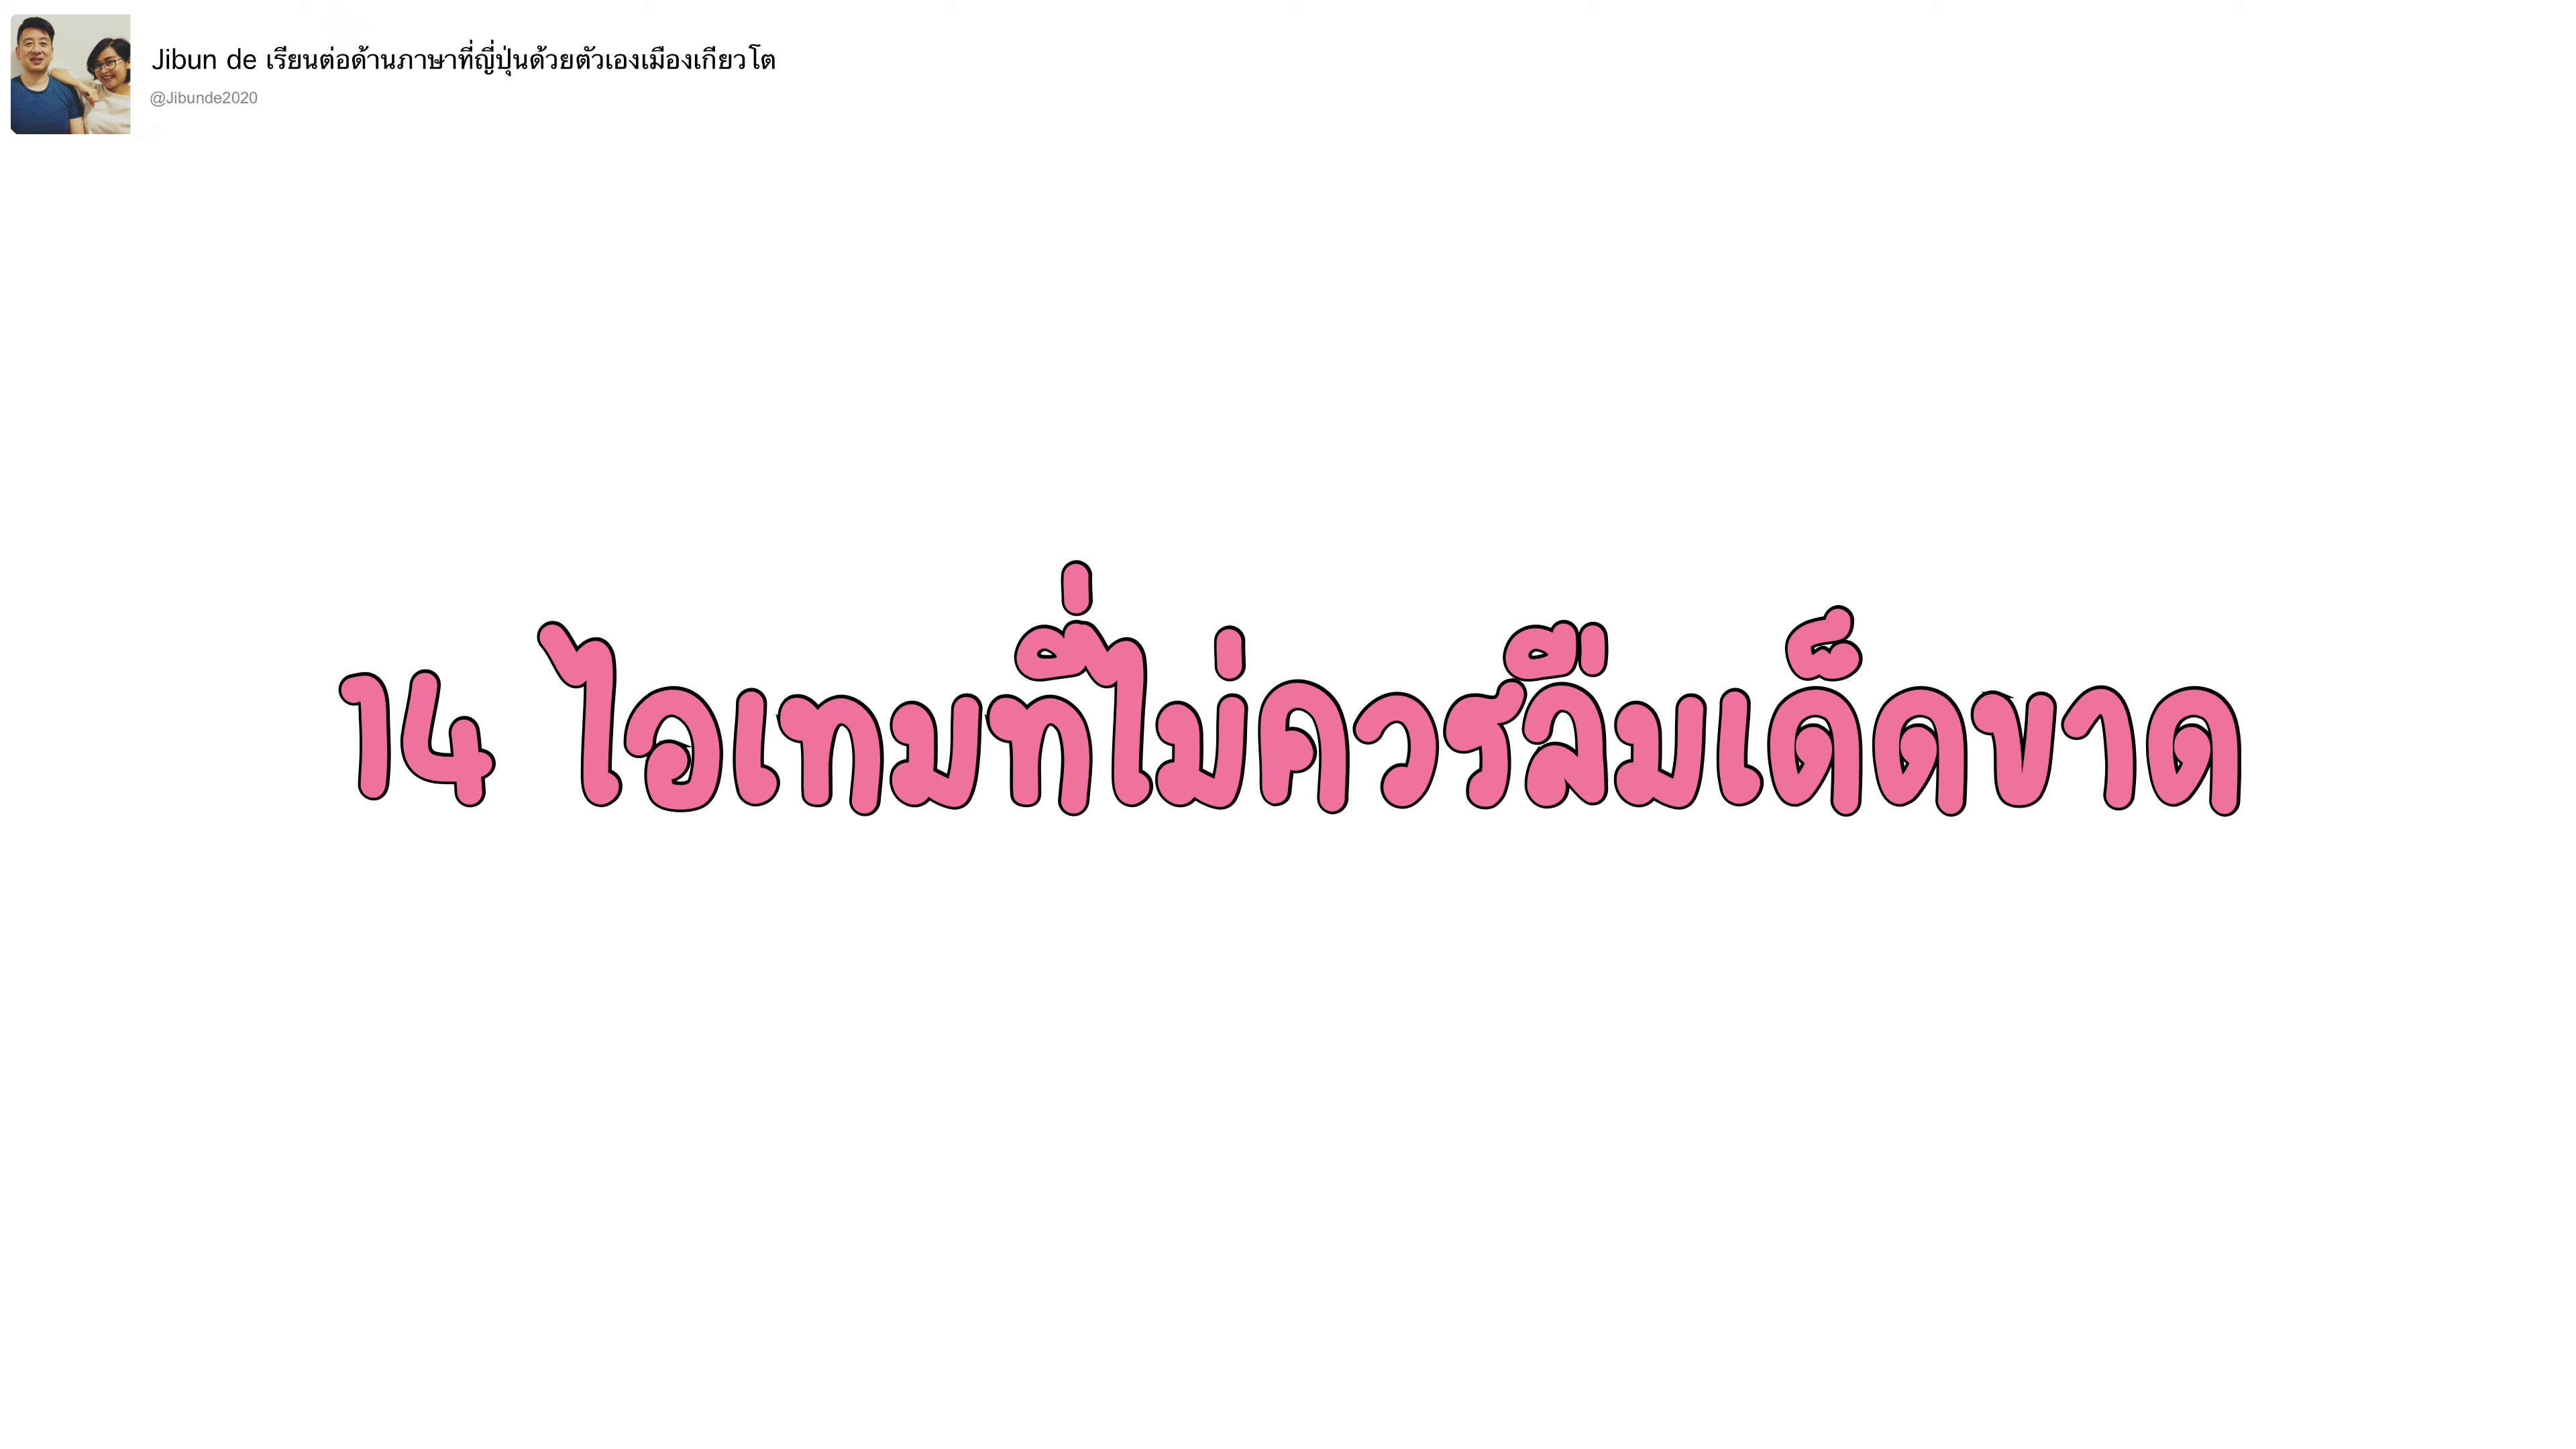 Jibun de เรียนต่อด้านภาษาที่ญี่ปุ่นด้วยตัวเองเมืองเกียวโต
@Jibunde2020
14 ไอเทมที่ไม่ควรลืมเด็ดขาด